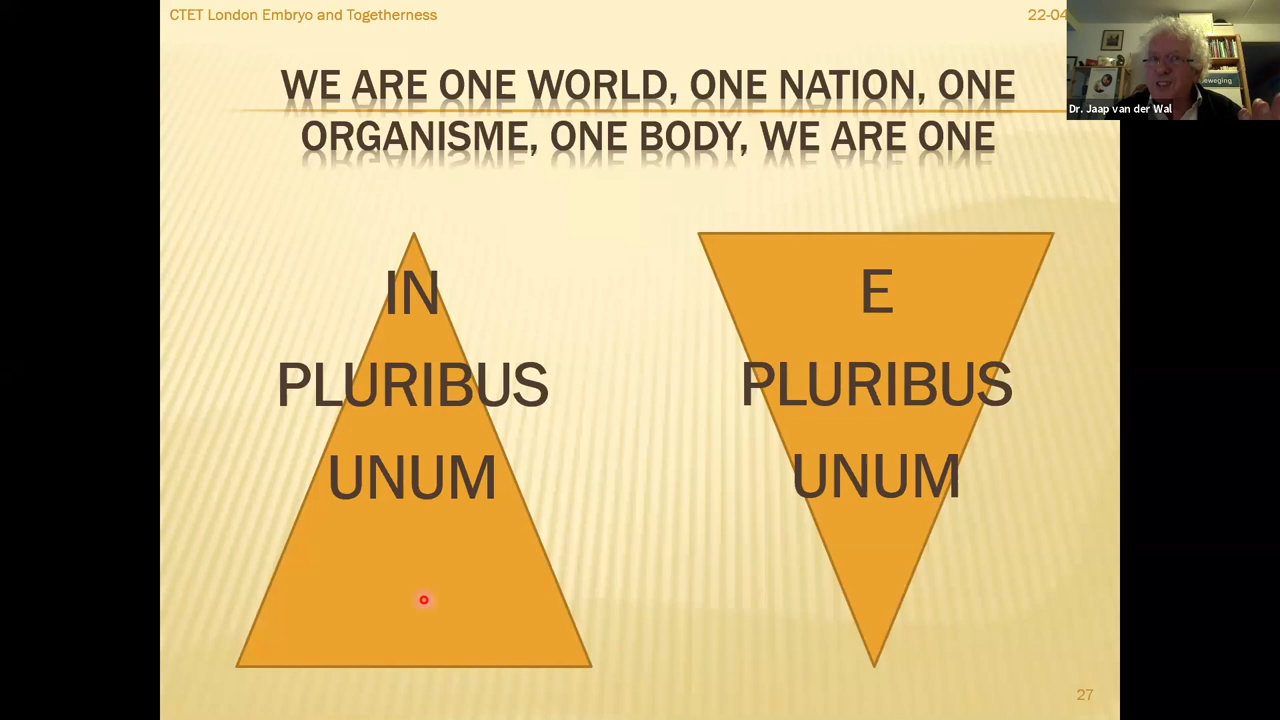 CTET London Embryo and Togetherness
22-04
Dr. Jaap van der Wal
WE ARE ONE WORLD, ONE NATION, ONE
ORGANISME, ONE BODY, WE ARE ONE
IN
PLURIBUS
UNUM
E
PLURIBUS
UNUM
27